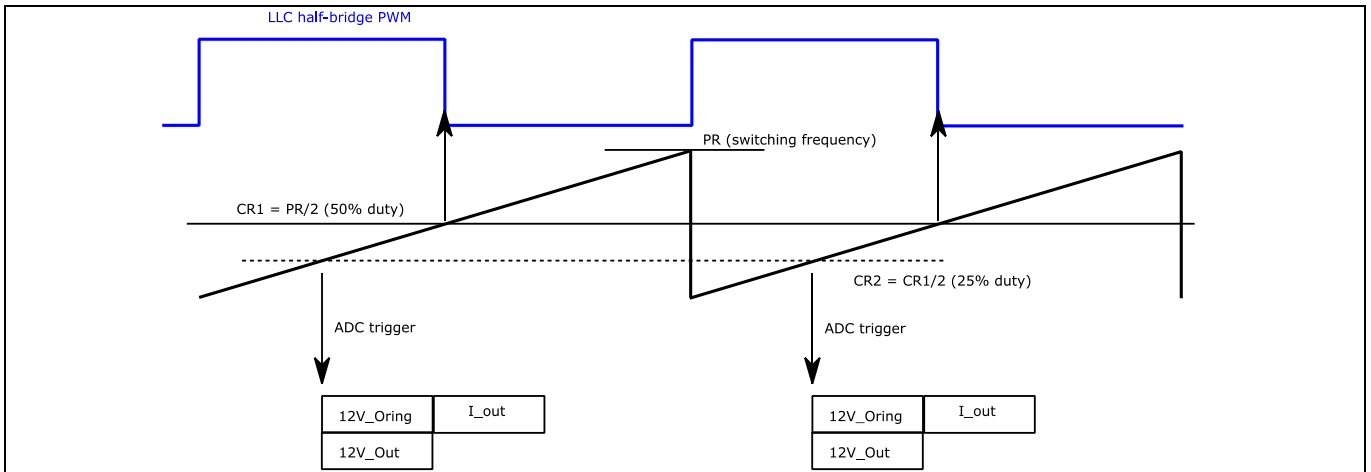 LLC half-bridge PWM
PR (switching frequency)
CR1 = PR/2 (50% duty)
CR2 = CR1/2 (25% duty)
ADC trigger
ADC trigger
12V_Oring
I_out
12V_Out
12V_Oring
I_out
12V_Out